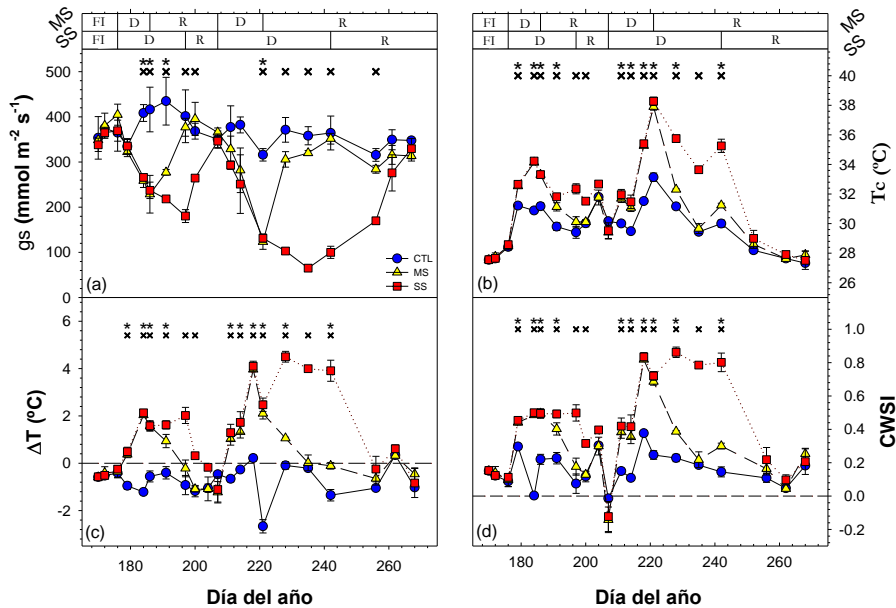 MS FI D R D R
SS FI D R D R
MS FI D R D R
SS FI D R D R
** * *
500
400
300
200
100
0
gs (mmol m-2 s-1)
CTL
MS
SS
(a)
* ** * * * * * * *
40
38
36
34
32
30
28
26
Tc (ºC)
(b)
* ** * * * * * * *
6
4
2
0
-2
ΔT (ºC)
(c)
180 200 220 240 260
Día del año
* ** * * * * * * *
1.0
0.8
0.6
0.4
0.2
0.0
-0.2
CWSI
(d)
180 200 220 240 260
Día del año